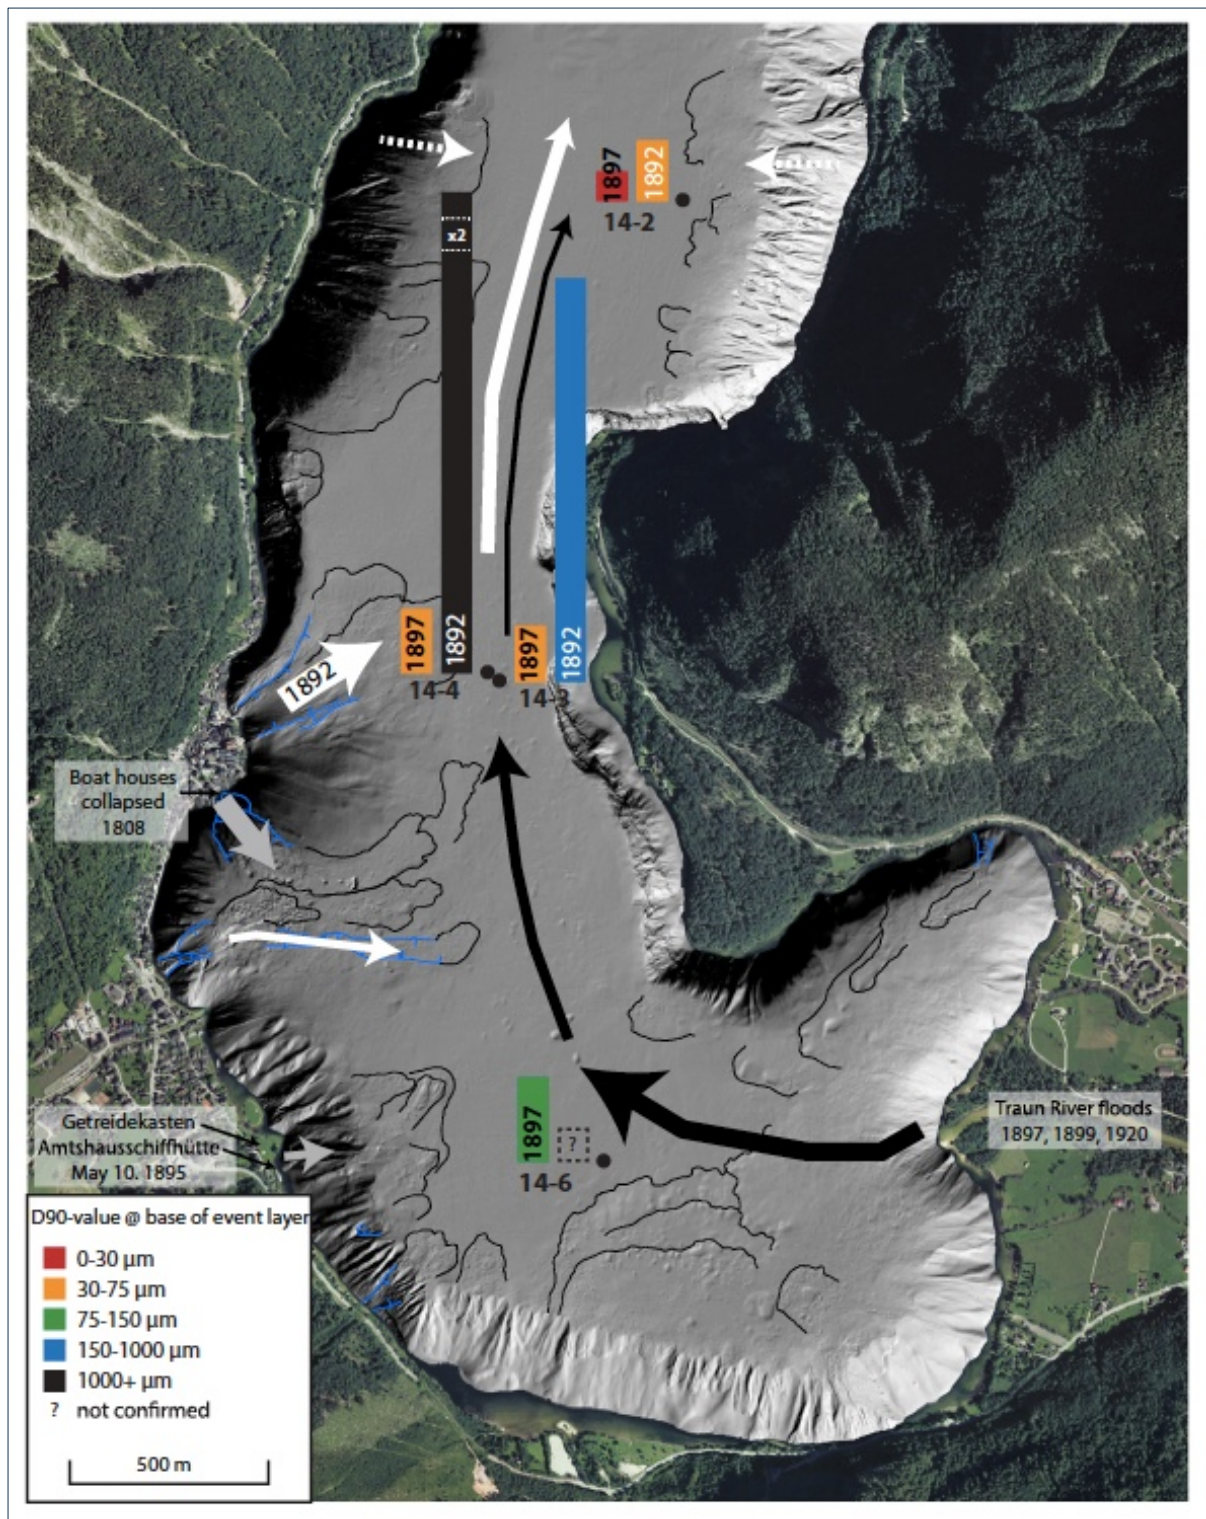 1897
1892
14-2
x2
1897
1892
14-4
1897
1892
14-3
1892
Boat houses
collapsed
1808
Getreidekasten
Amtshausschiffhütte
May 10. 1895
1897
?
14-6
Traun River floods
1897, 1899, 1920
D90-value @ base of event layer
0-30 µm
30-75 µm
75-150 µm
150-1000 µm
1000+ µm
? not confirmed
500 m